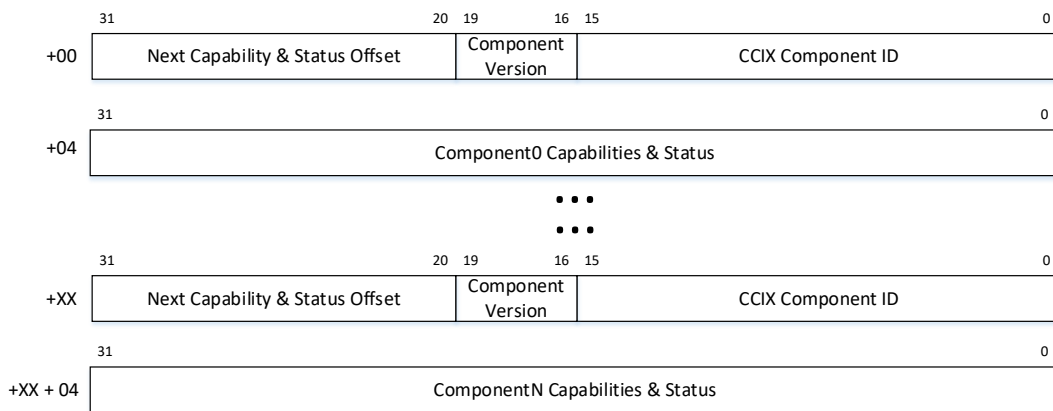 31 20 19 16 15 0
+00 Next Capability & Status Offset Component Version CCIX Component ID
31 0
+04 Component0 Capabilities & Status
...
...
31 20 19 16 15 0
+XX Next Capability & Status Offset Component Version CCIX Component ID
31 0
+XX + 04 ComponentN Capabilities & Status